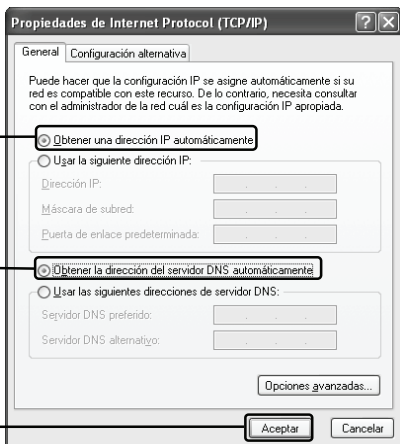 Propiedades de Internet Protocol (TCP/IP)
General Configuración alternativa
Puede hacer que la configuración IP se asigne automáticamente si su
red es compatible con este recurso. De lo contrario, necesita consultar
con el administrador de la red cuál es la configuración IP apropiada.
Obtener una dirección IP automáticamente
Usar la siguiente dirección IP:
Dirección IP:
Máscara de subred:
Puerta de enlace predeterminada:
Obtener la dirección del servidor DNS automáticamente
Usar las siguientes direcciones de servidor DNS:
Servidor DNS preferido:
Servidor DNS alternativo:
Opciones avanzadas...
Aceptar Cancelar